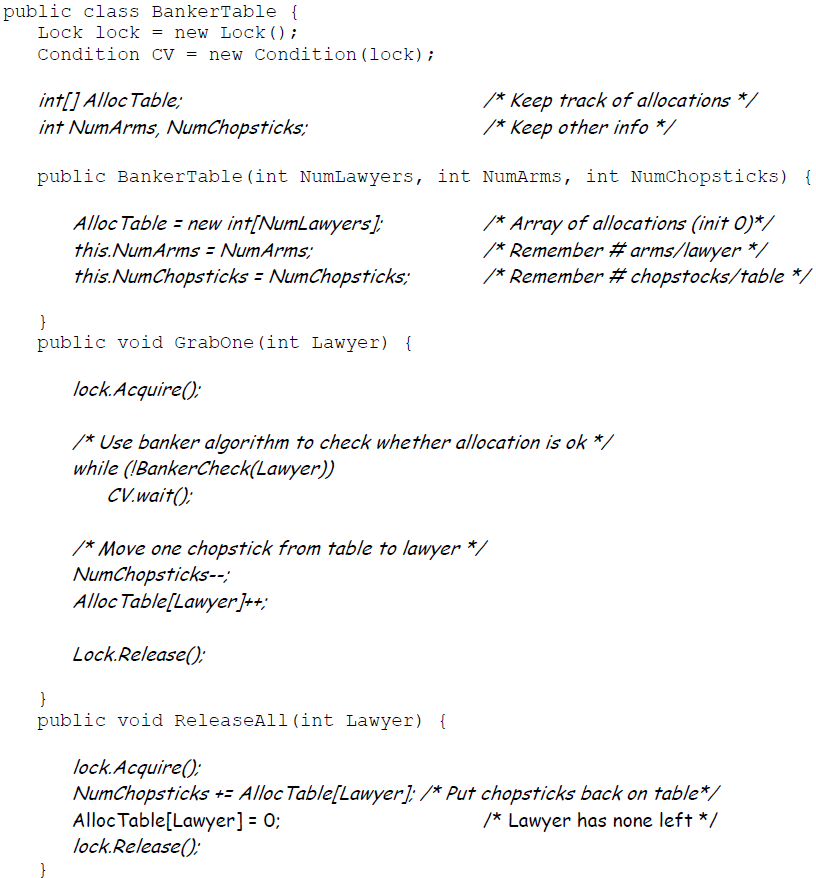 public class BankerTable {
Lock lock = new Lock();
Condition CV = new Condition(lock);
int[] AllocTable; /* Keep track of allocations */
int NumArms, NumChopsticks; /* Keep other info */
public BankerTable(int NumLawyers, int NumArms, int NumChopsticks) {
AllocTable = new int[NumLawyers]; /* Array of allocations (init 0)*/
this.NumArms = NumArms; /* Remember # arms/lawyer */
this.NumChopsticks = NumChopsticks; /* Remember # chopstocks/table */
}
public void GrabOne(int Lawyer) {
lock.Acquire();
/* Use banker algorithm to check whether allocation is ok */
while (!BankerCheck(Lawyer))
CV.wait();
/* Move one chopstick from table to lawyer */
NumChopsticks--;
AllocTable[Lawyer]++;
Lock.Release();
}
public void ReleaseAll(int Lawyer) {
lock.Acquire();
NumChopsticks += AllocTable[Lawyer]; /* Put chopsticks back on table*/
AllocTable[Lawyer] = 0; /* Lawyer has none left */
lock.Release();
}